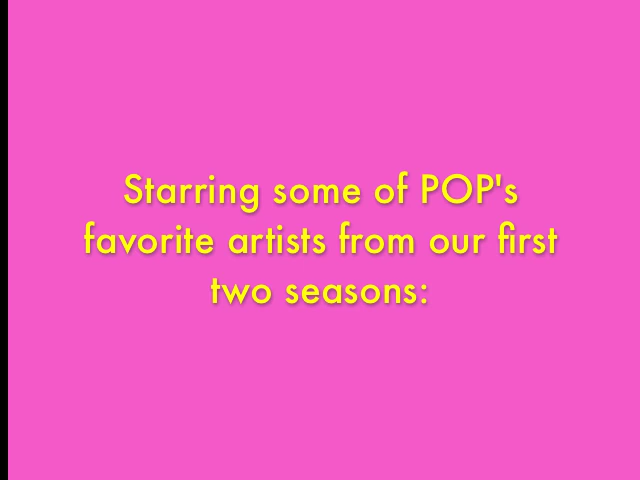 Starring some of POP's
favorite artists from our first
two seasons: